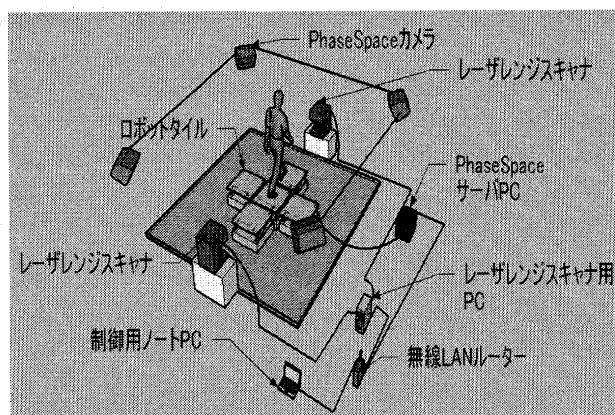 PhaseSpaceカメラ
レーザレンジスキャナ
ロボットタイル
PhaseSpace
サーバPC
レーザレンジスキャナ
レーザレンジスキャナ用
PC
制御用ノートPC
無線LANルーター